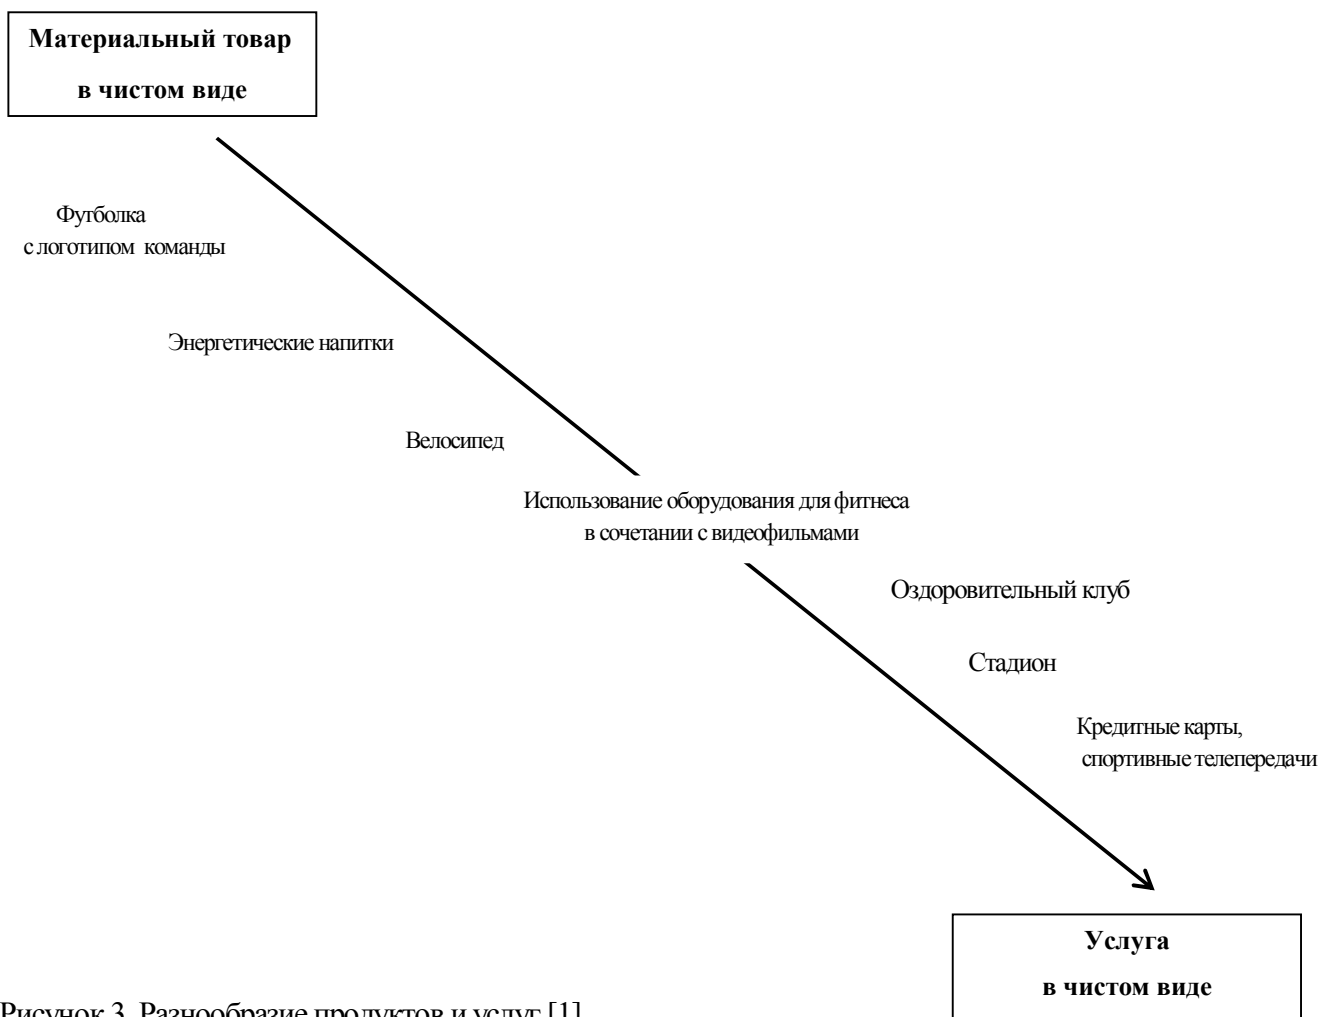 Материальный товар
в чистом виде
Футболка
с логотипом команды
Энергетические напитки
Велосипед
Использование оборудования для фитнеса
в сочетании с видеофильмами
Оздоровительный клуб
Стадион
Кредитные карты,
спортивные телепередачи
Услуга
в чистом виде
Рисунок 3. Разнообразие продуктов и услуг [1]